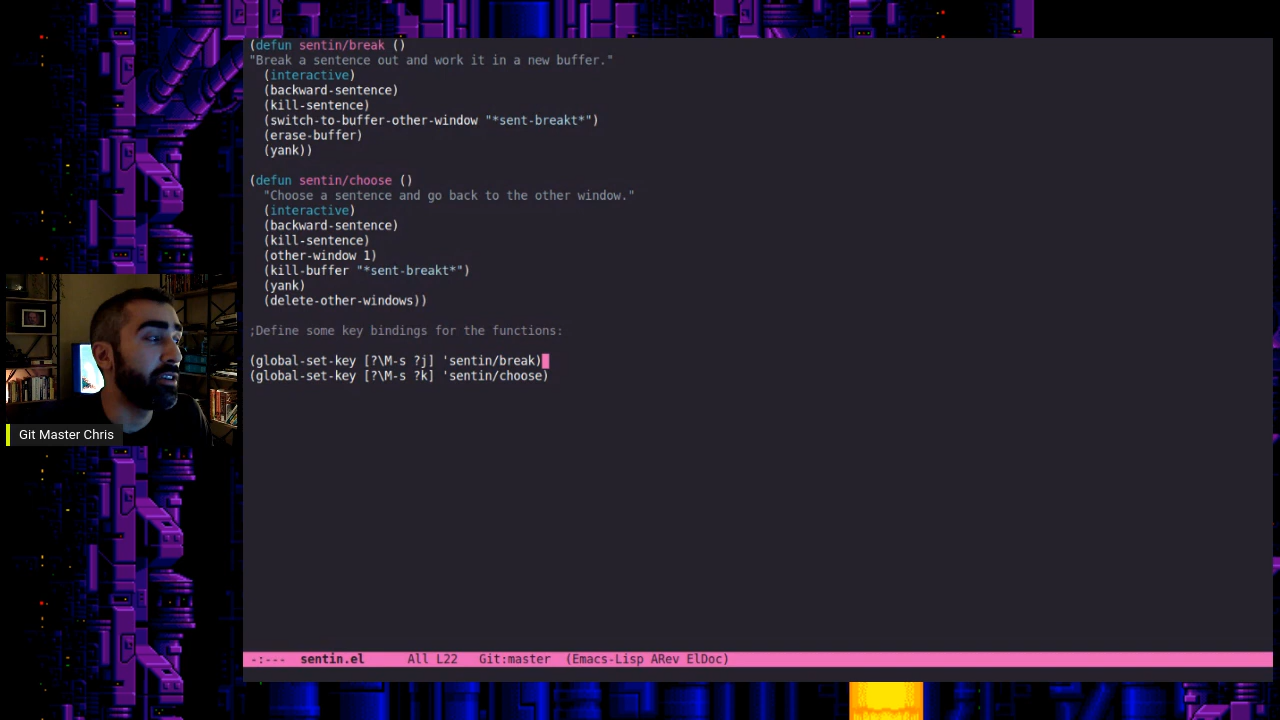 (defun sentin/break ()
"Break a sentence out and work it in a new buffer."
(interactive)
(backward-sentence)
(kill-sentence)
(switch-to-buffer-other-window "*sent-breakt*")
(erase-buffer)
(yank))
(defun sentin/choose ()
"Choose a sentence and go back to the other window."
(interactive)
(backward-sentence)
(kill-sentence)
(other-window 1)
(kill-buffer "*sent-breakt*")
(yank)
(delete-other-windows))
;Define some key bindings for the functions:
(global-set-key [?\M-s ?j] 'sentin/break)
(global-set-key [?\M-s ?k] 'sentin/choose)
Git Master Chris
-:--- sentin.el All L22 Git:master (Emacs-Lisp ARev ElDoc)